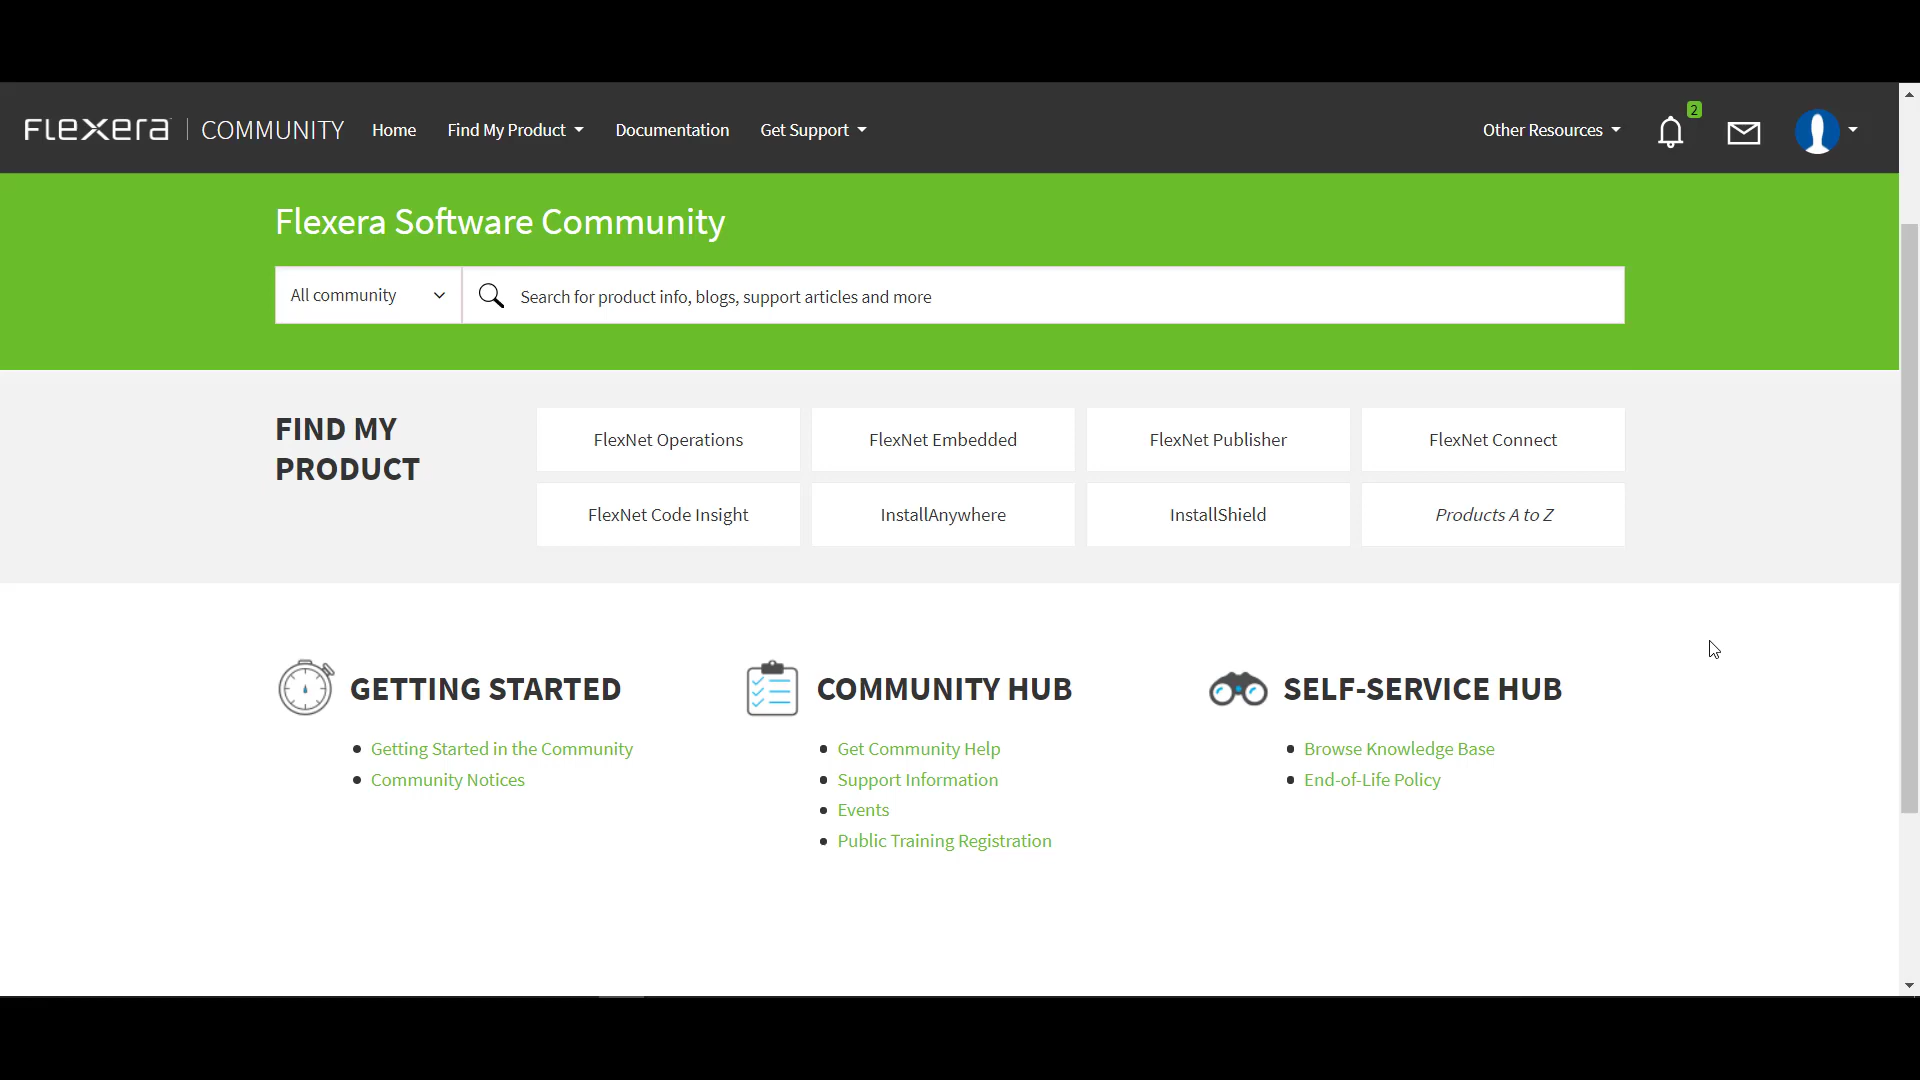 Flexera | COMMUNITY Home Find My Product Documentation Get Support Other Resources 2
Flexera Software Community
All community Search for product info, blogs, support articles and more
FIND MY
PRODUCT
FlexNet Operations FlexNet Embedded FlexNet Publisher FlexNet Connect
FlexNet Code Insight InstallAnywhere InstallShield Products A to Z
GETTING STARTED
Getting Started in the Community
Community Notices
COMMUNITY HUB
Get Community Help
Support Information
Events
Public Training Registration
SELF-SERVICE HUB
Browse Knowledge Base
End-of-Life Policy